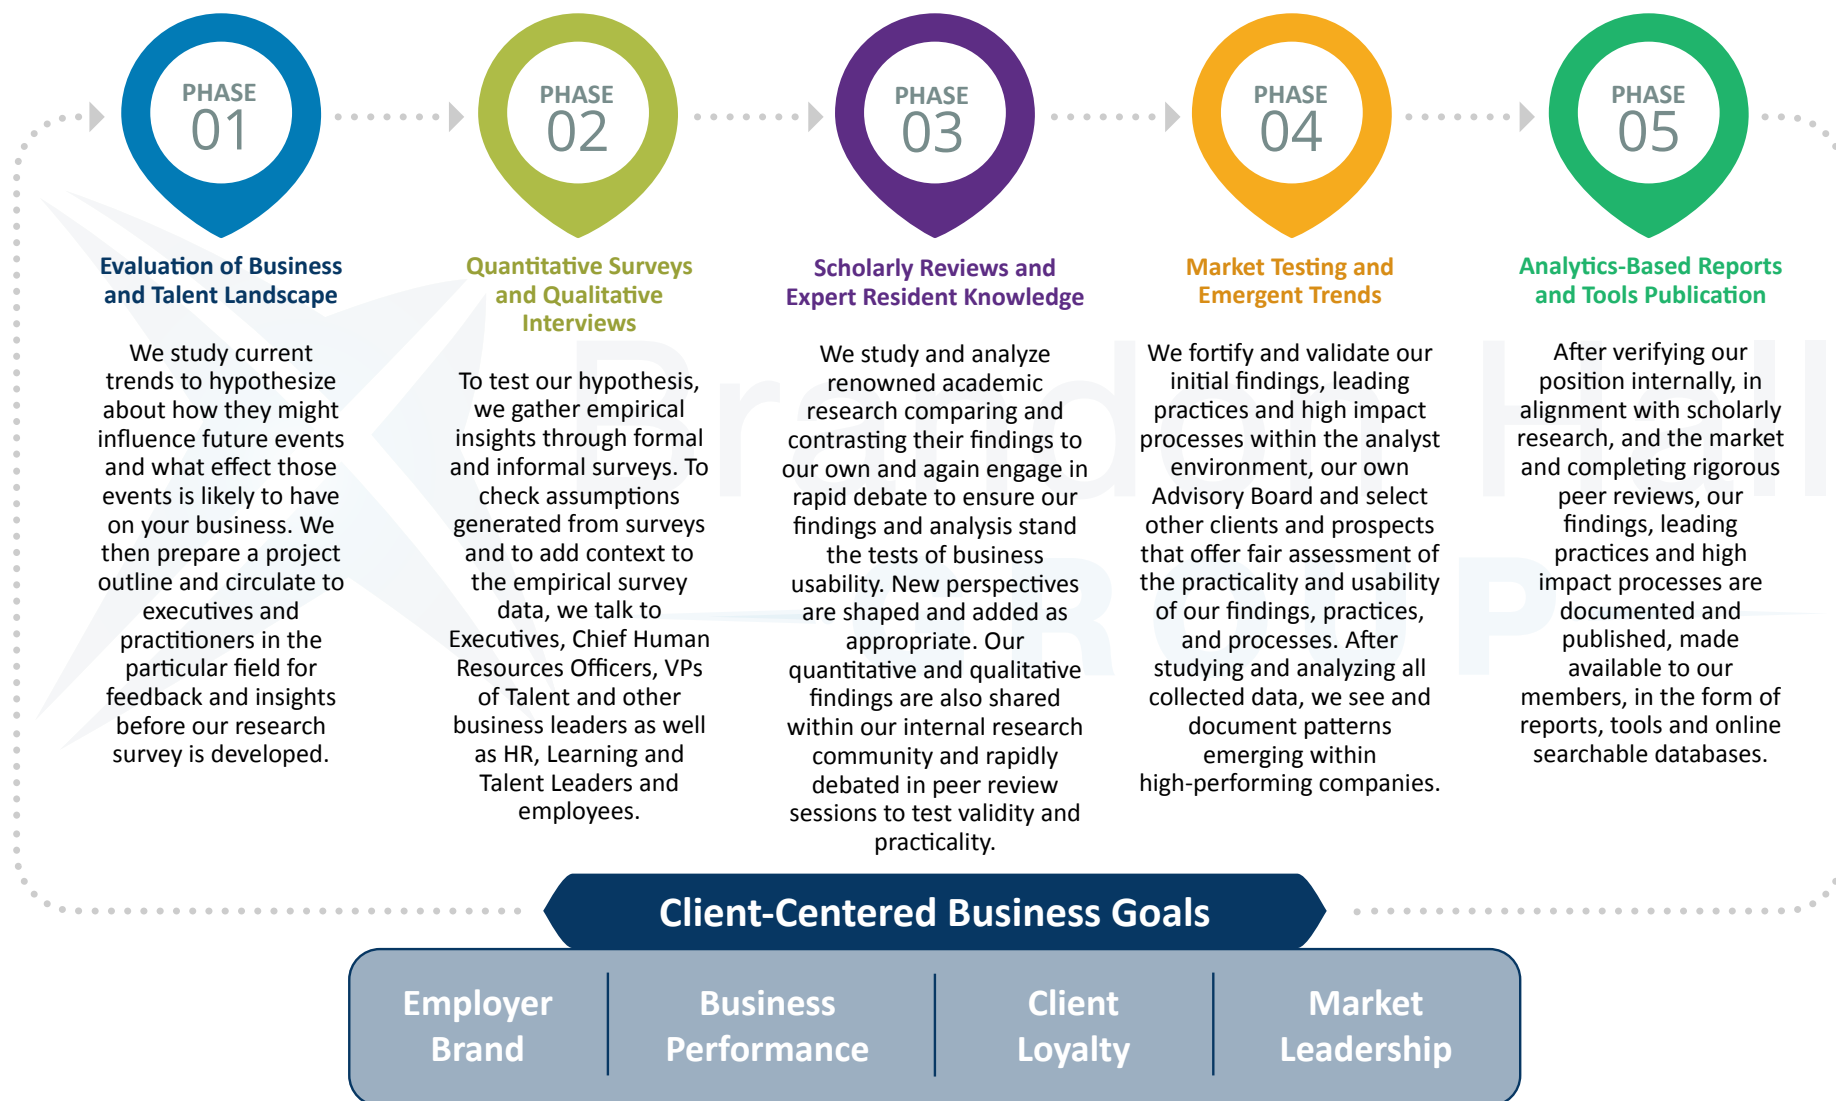 PHASE
01
Evaluation of Business
and Talent Landscape
We study current
trends to hypothesize
about how they might
influence future events
and what effect those
events is likely to have
on your business. We
then prepare a project
outline and circulate to
executives and
practitioners in the
particular field for
feedback and insights
before our research
survey is developed.
PHASE
02
Quantitative Surveys
and Qualitative
Interviews
To test our hypothesis,
we gather empirical
insights through formal
and informal surveys. To
check assumptions
generated from surveys
and to add context to
the empirical survey
data, we talk to
Executives, Chief Human
Resources Officers, VPs
of Talent and other
business leaders as well
as HR, Learning and
Talent Leaders and
employees.
PHASE
03
Scholarly Reviews and
Expert Resident Knowledge
We study and analyze
renowned academic
research comparing and
contrasting their findings to
our own and again engage in
rapid debate to ensure our
findings and analysis stand
the tests of business
usability. New perspectives
are shaped and added as
appropriate. Our
quantitative and qualitative
findings are also shared
within our internal research
community and rapidly
debated in peer review
sessions to test validity and
practicality.
PHASE
04
Market Testing and
Emergent Trends
We fortify and validate our
initial findings, leading
practices and high impact
processes within the analyst
environment, our own
Advisory Board and select
other clients and prospects
that offer fair assessment of
the practicality and usability
of our findings, practices,
and processes. After
studying and analyzing all
collected data, we see and
document patterns
emerging within
high-performing companies.
PHASE
05
Analytics-Based Reports
and Tools Publication
After verifying our
position internally, in
alignment with scholarly
research, and the market
and completing rigorous
peer reviews, our
findings, leading
practices and high
impact processes are
documented and
published, made
available to our
members, in the form of
reports, tools and online
searchable databases.
Brandon Hall
GROUP
Client-Centered Business Goals
Employer
Brand
Business
Performance
Client
Loyalty
Market
Leadership